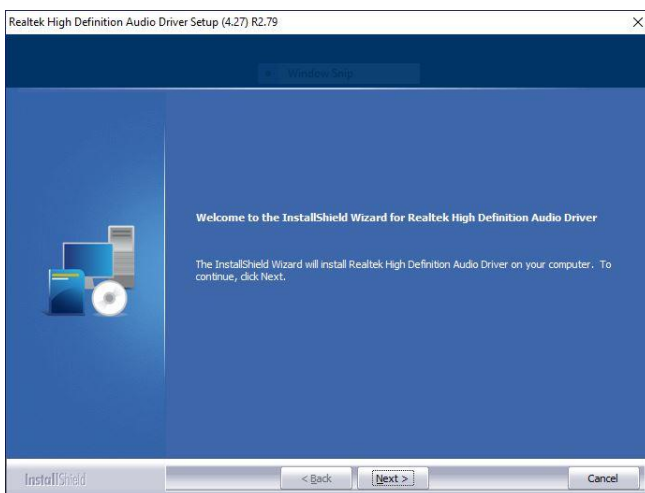 Realtek High Definition Audio Driver Setup (4.27) R2.79
Window Snip
Welcome to the InstallShield Wizard for Realtek High Definition Audio Driver
The InstallShield Wizard will install Realtek High Definition Audio Driver on your computer. To
continue, click Next.
InstallShield
< Back
Next >
Cancel